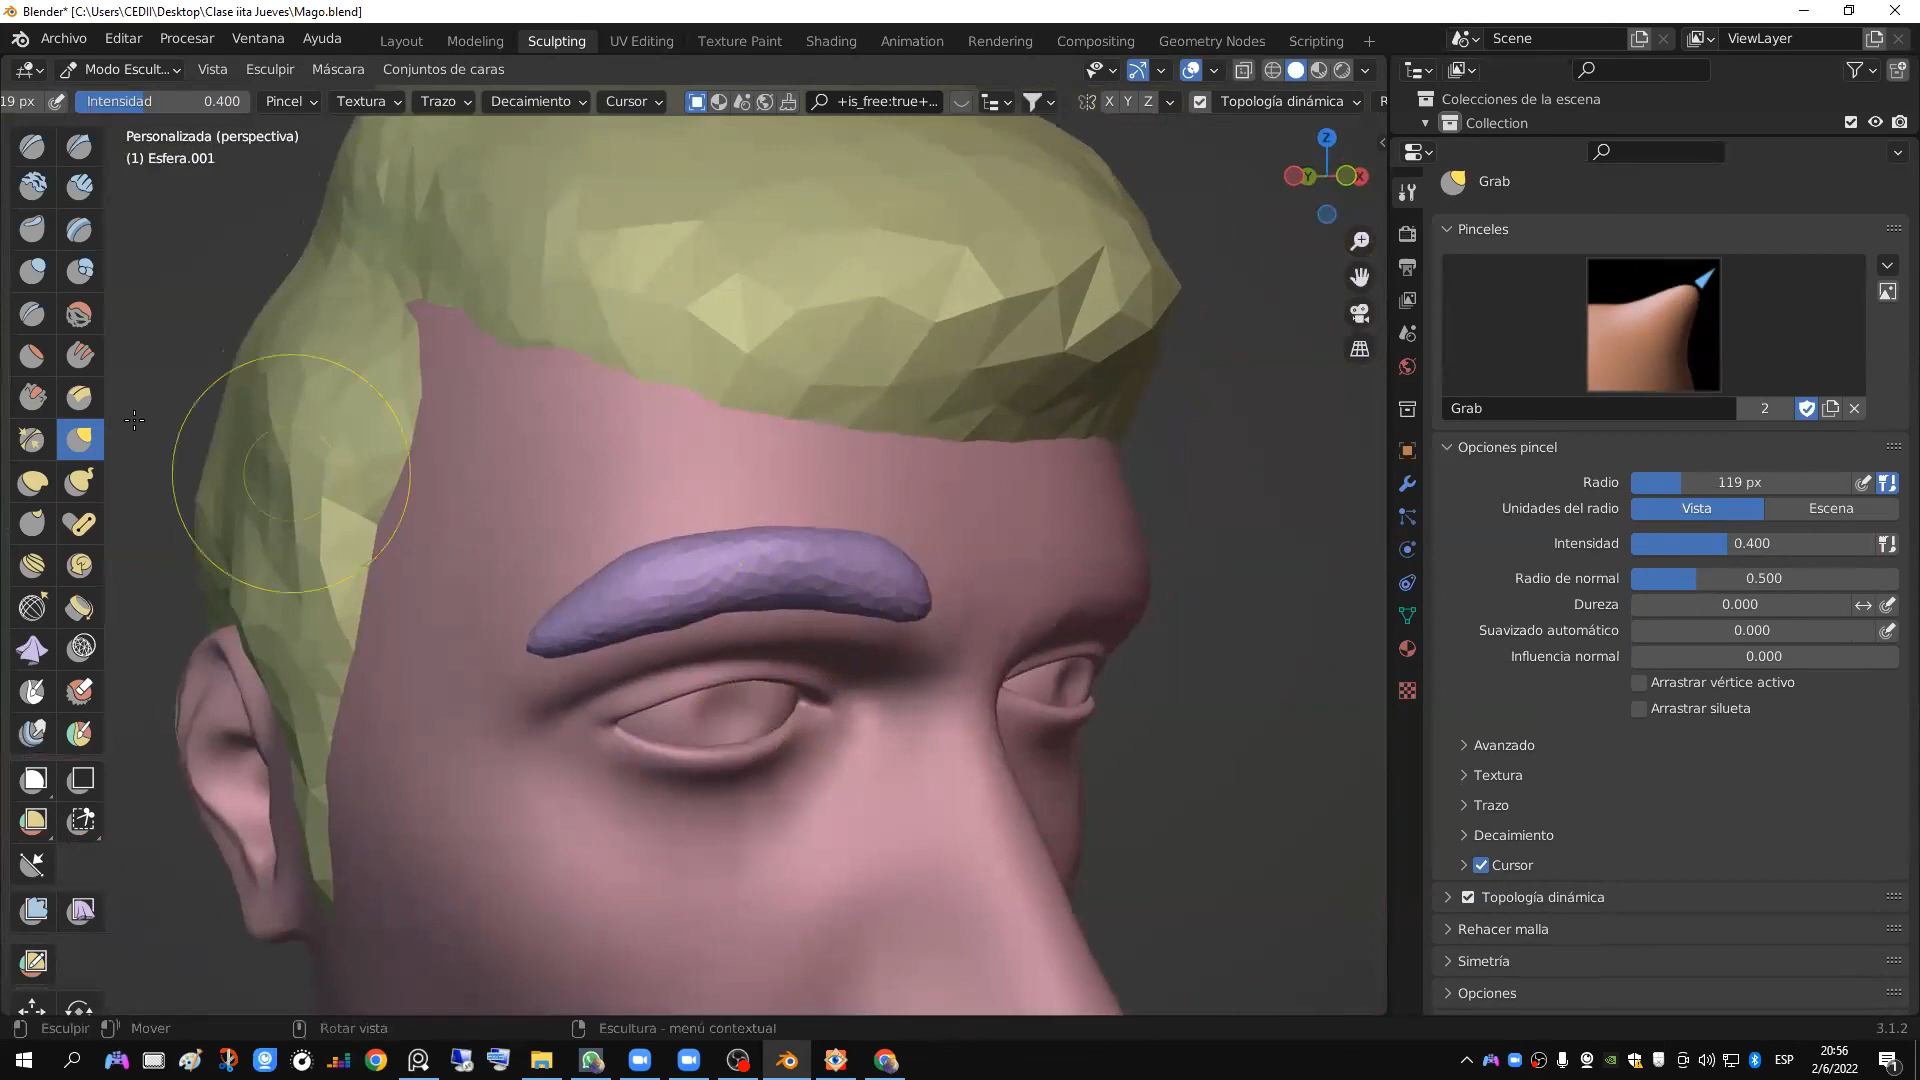 Blender* [C:\Users\CEDII\Desktop\Clase iita Jueves\Mago.blend]
Archivo Editar Procesar Ventana Ayuda Layout Modeling Sculpting UV Editing Texture Paint Shading Animation Rendering Compositing Geometry Nodes Scripting Scene ViewLayer
Modo Escult... Vista Esculpir Máscara Conjuntos de caras
19 px Intensidad 0.400 Pincel Textura Trazo Decaimiento Cursor +is_free:true+... X Y Z Topología dinámica R
Colecciones de la escena
Collection
Personalizada (perspectiva)
(1) Esfera.001
Z
Y X
Grab
Pinceles
Grab 2
Opciones pincel
Radio 119 px
Unidades del radio Vista Escena
Intensidad 0.400
Radio de normal 0.500
Dureza 0.000
Suavizado automático 0.000
Influencia normal 0.000
Arrastrar vértice activo
Arrastrar silueta
Avanzado
Textura
Trazo
Decaimiento
Cursor
Topología dinámica
Rehacer malla
Simetría
Opciones
Esculpir Mover Rotar vista Escultura - menú contextual 3.1.2
ESP 20:56
2/6/2022 1